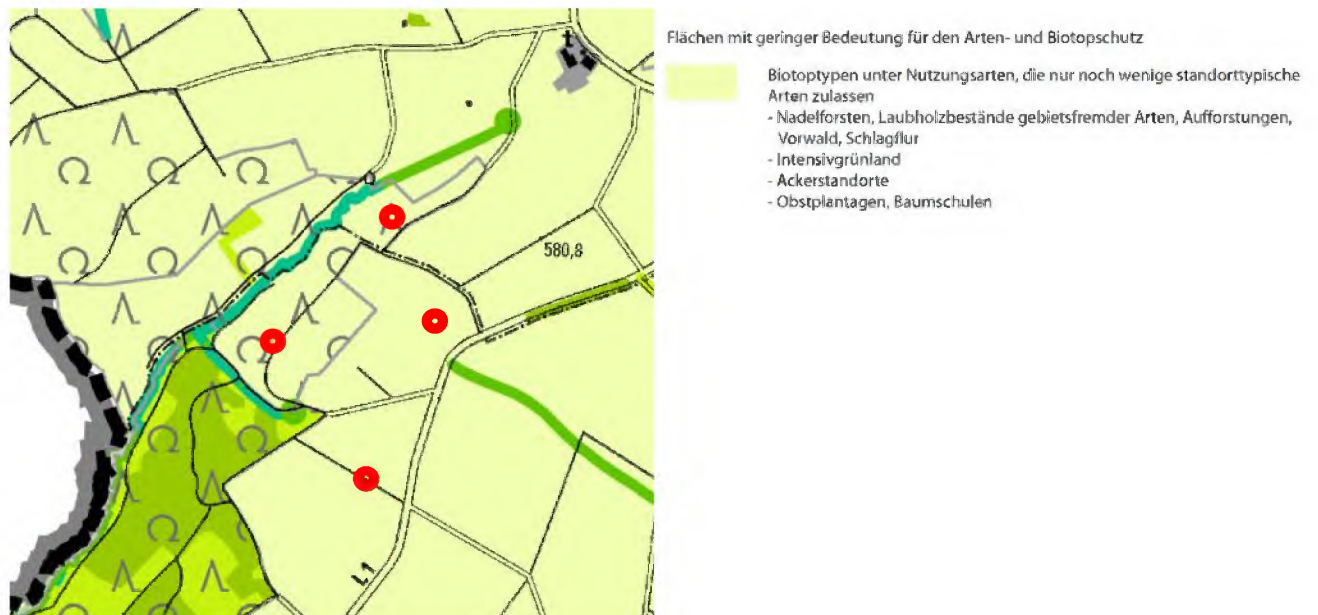 Flächen mit geringer Bedeutung für den Arten- und Biotopschutz
Biotoptypen unter Nutzungsarten, die nur noch wenige standorttypische
Arten zulassen
- Nadelforsten, Laubholzbestände gebietsfremder Arten, Aufforstungen,
Vorwald, Schlagflur
- Intensivgrünland
- Ackerstandorte
- Obstplantagen, Baumschulen
t
580,8
L1